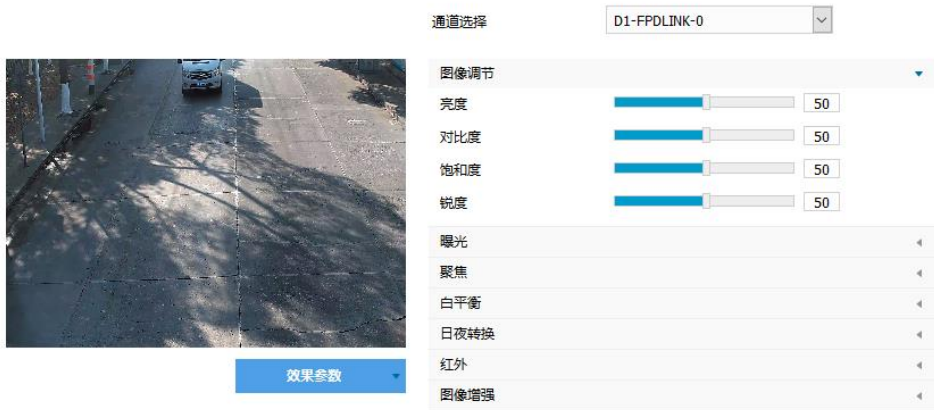 通道选择 D1-FPDLINK-0
图像调节
亮度 50
对比度 50
饱和度 50
锐度 50
曝光
聚焦
白平衡
日夜转换
红外
图像增强
效果参数